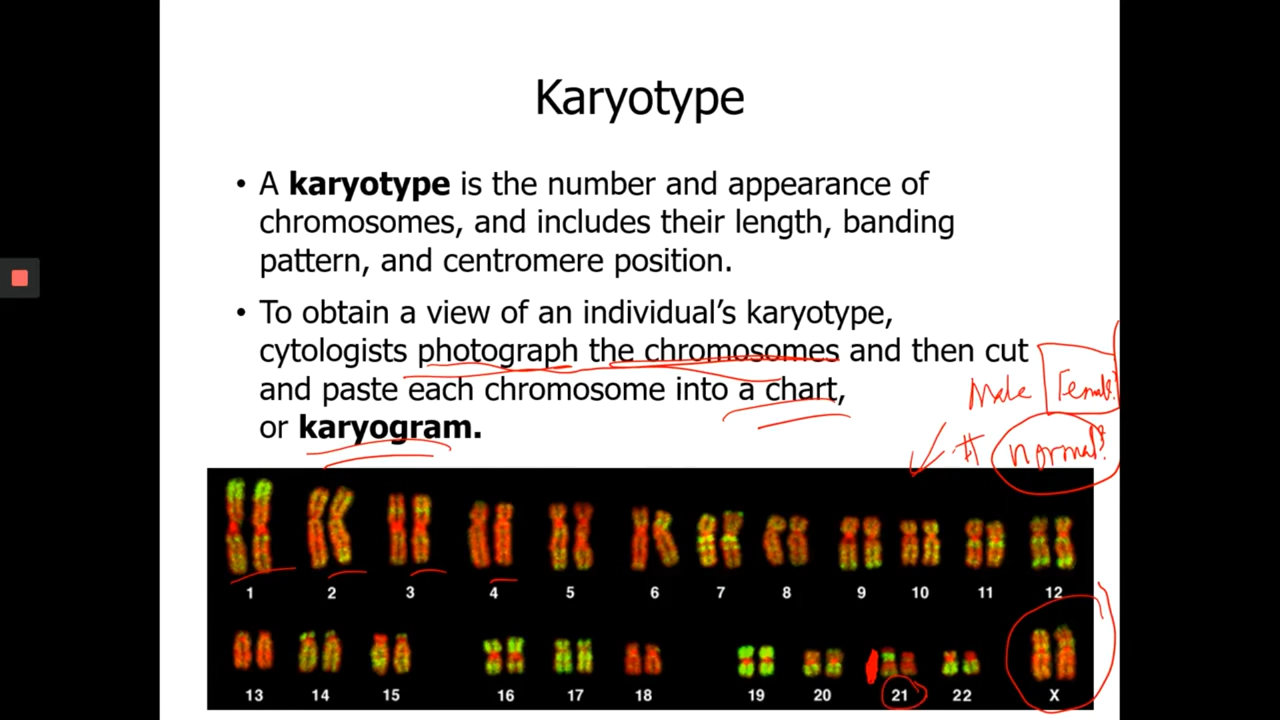 Karyotype
• A karyotype is the number and appearance of
chromosomes, and includes their length, banding
pattern, and centromere position.
• To obtain a view of an individual’s karyotype,
cytologists photograph the chromosomes and then cut
and paste each chromosome into a chart,
or karyogram.
Male Female?
# normal?
1 2 3 4 5 6 7 8 9 10 11 12
13 14 15 16 17 18 19 20 21 22 X